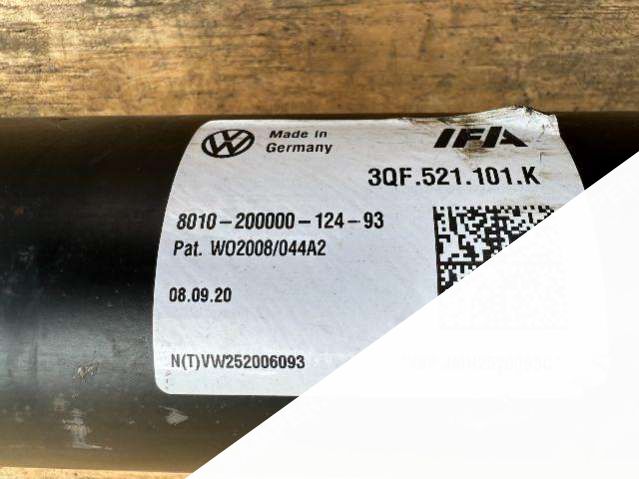 Made in
Germany
IFA
3QF.521.101.K
8010-200000-124-93
Pat. WO2008/044A2
08.09.20
N(T)VW252006093